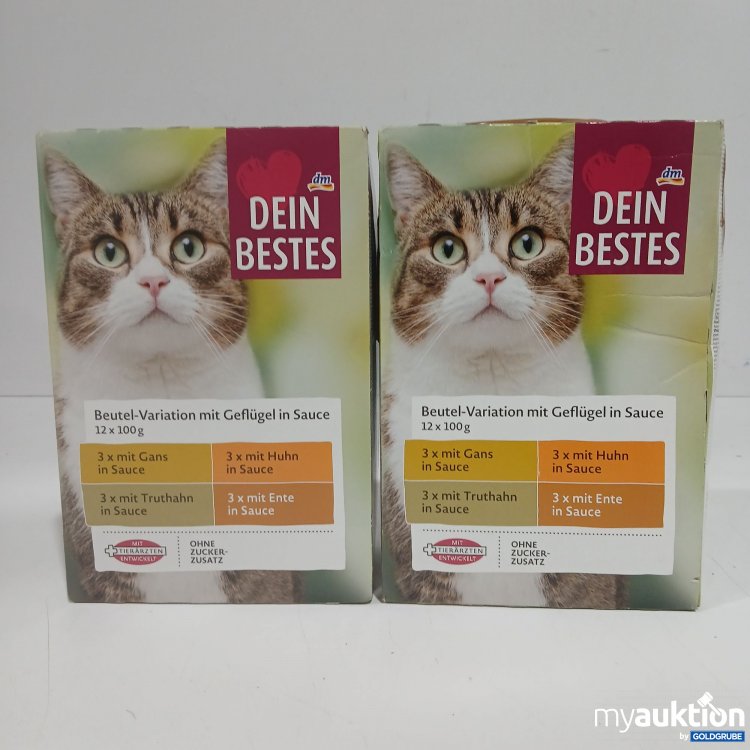 dm
DEIN
BESTES
Beutel-Variation mit Geflügel in Sauce
12 x 100 g
3 x mit Gans
in Sauce
3 x mit Huhn
in Sauce
3 x mit Truthahn
in Sauce
3 x mit Ente
in Sauce
MIT
TIERÄRZTEN
ENTWICKELT
OHNE
ZUCKER-
ZUSATZ
dm
DEIN
BESTES
Beutel-Variation mit Geflügel in Sauce
12 x 100 g
3 x mit Gans
in Sauce
3 x mit Huhn
in Sauce
3 x mit Truthahn
in Sauce
3 x mit Ente
in Sauce
MIT
TIERÄRZTEN
ENTWICKELT
OHNE
ZUCKER-
ZUSATZ
myauktion
by GOLDGRUBE